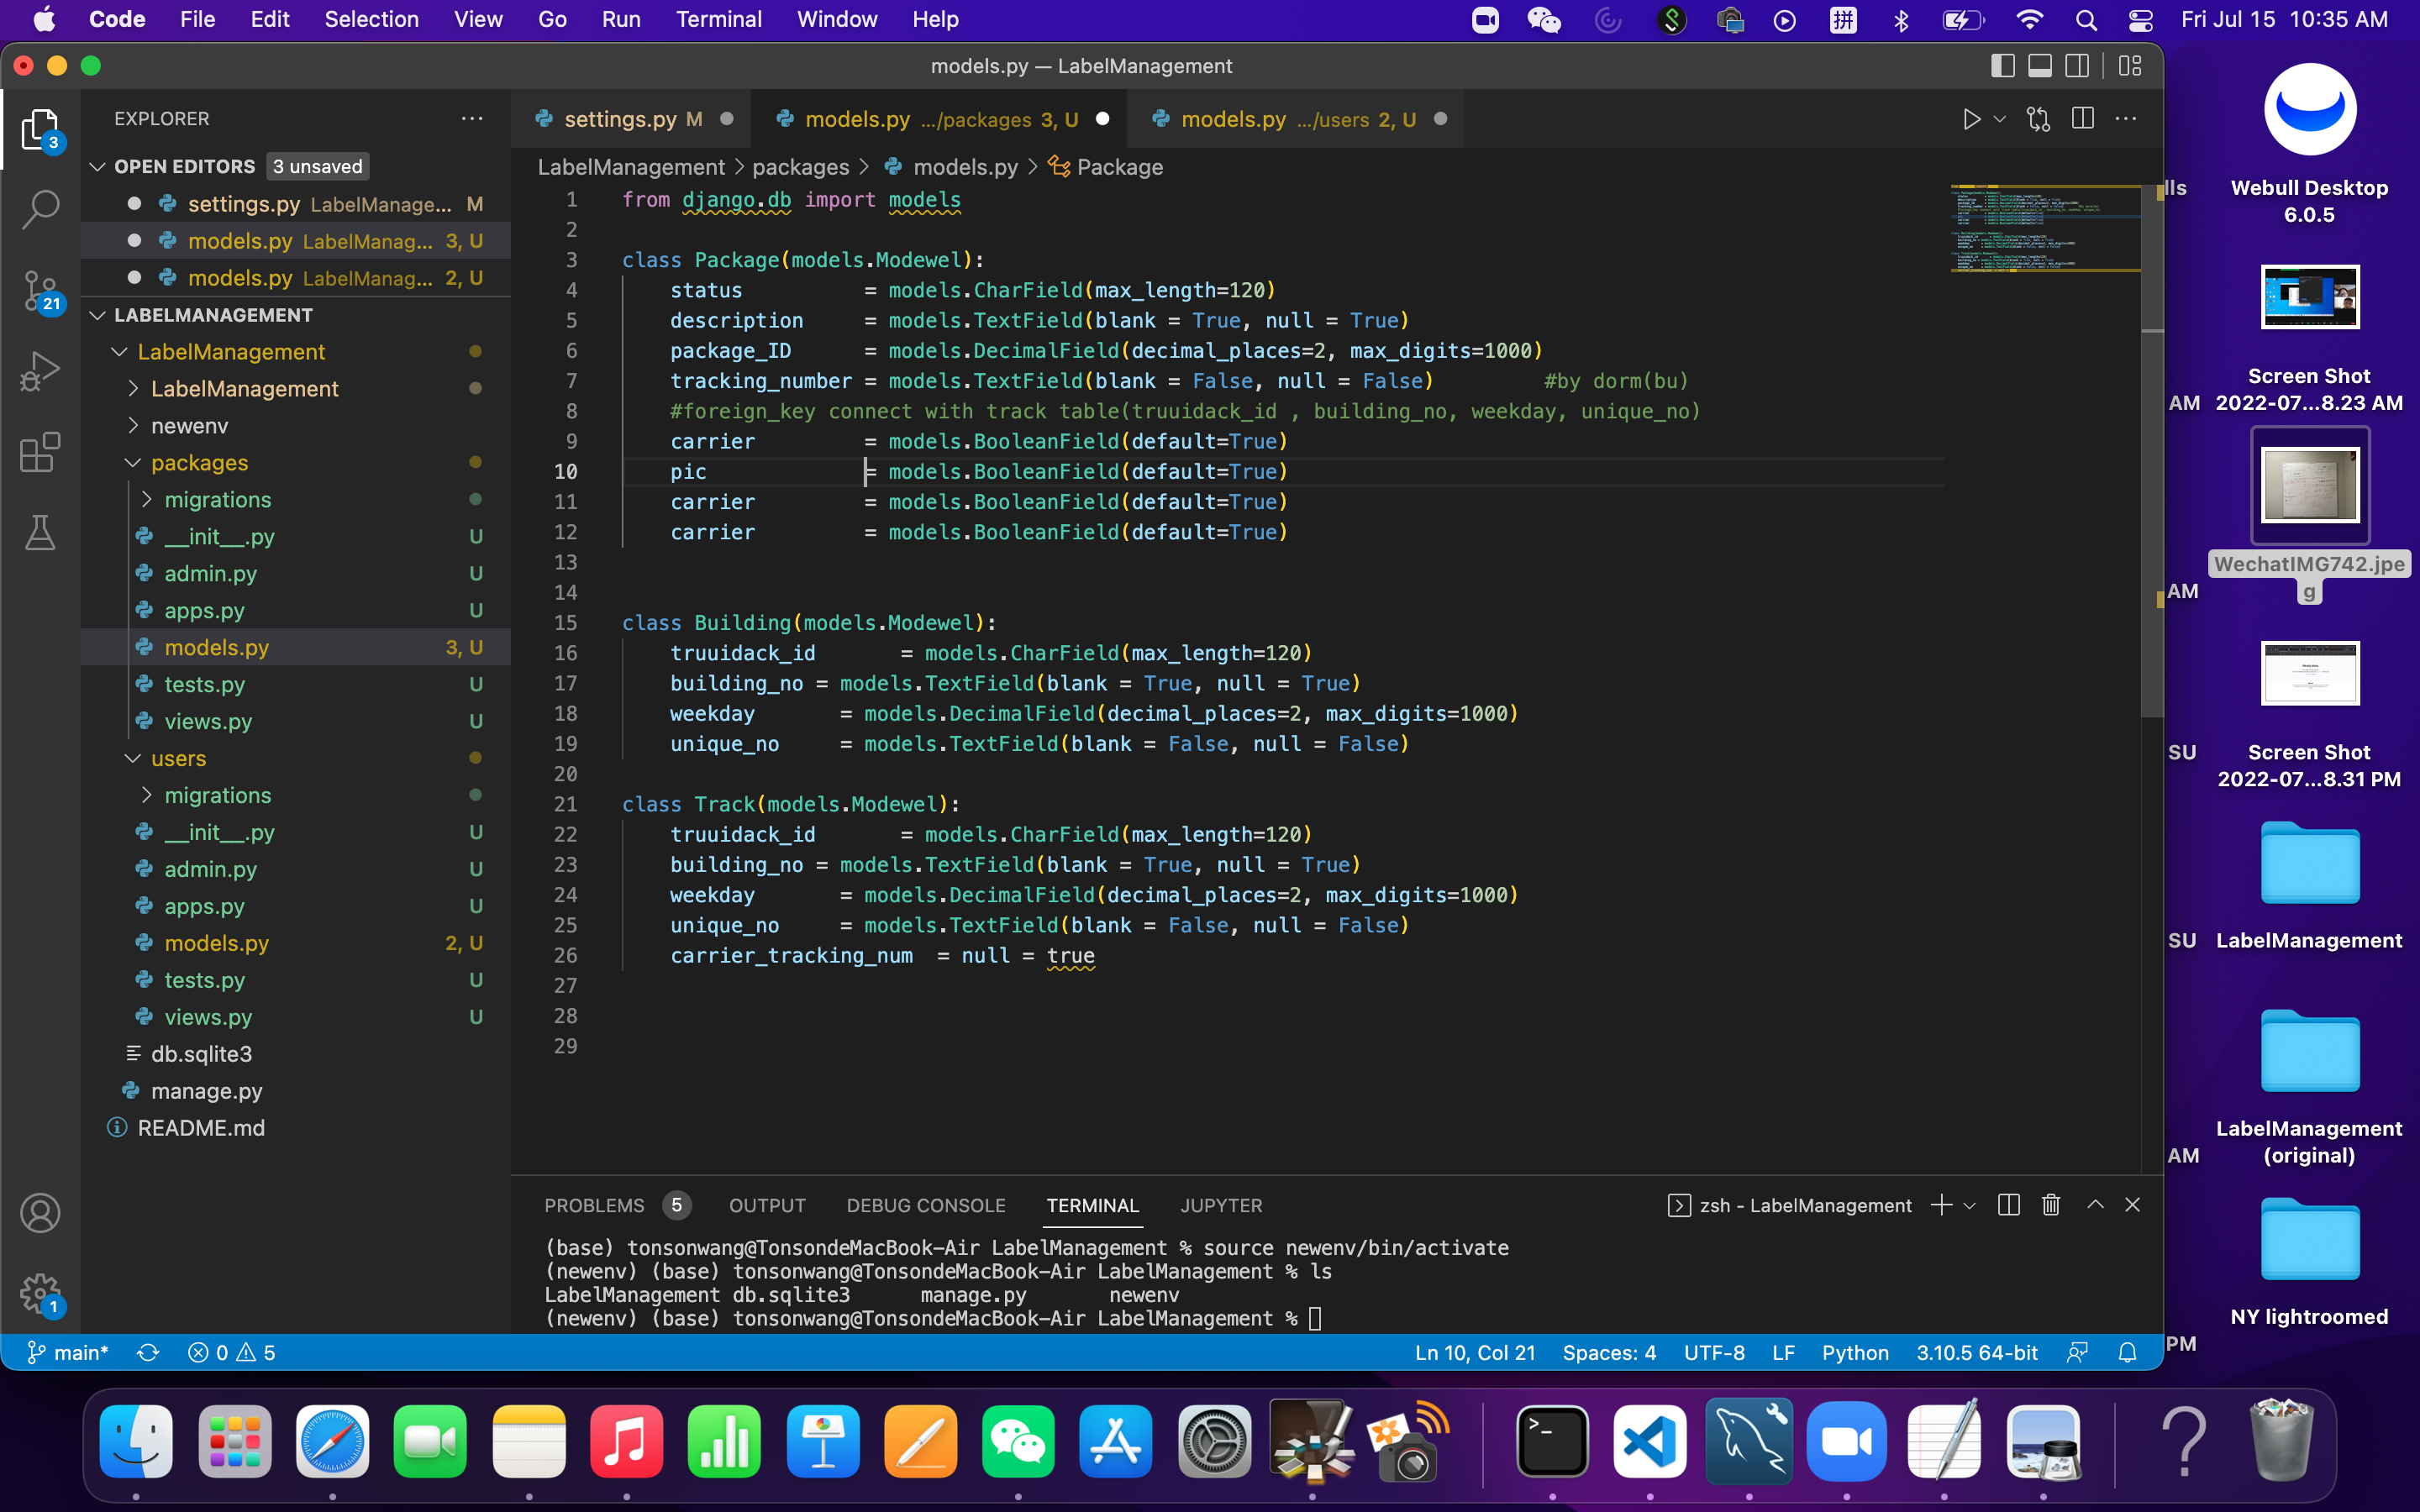 Code File Edit Selection View Go Run Terminal Window Help
拼 Fri Jul 15 10:35 AM
models.py — LabelManagement
EXPLORER
OPEN EDITORS 3 unsaved
settings.py LabelManage... M
models.py LabelManag... 3, U
models.py LabelManag... 2, U
LABELMANAGEMENT
LabelManagement
LabelManagement
newenv
packages
migrations
__init__.py U
admin.py U
apps.py U
models.py 3, U
tests.py U
views.py U
users
migrations
__init__.py U
admin.py U
apps.py U
models.py 2, U
tests.py U
views.py U
db.sqlite3
manage.py
README.md
3
21
1
settings.py M
models.py .../packages 3, U
models.py .../users 2, U
LabelManagement > packages > models.py > Package
1 from django.db import models
2
3 class Package(models.Modewel):
4 status = models.CharField(max_length=120)
5 description = models.TextField(blank = True, null = True)
6 package_ID = models.DecimalField(decimal_places=2, max_digits=1000)
7 tracking_number = models.TextField(blank = False, null = False) #by dorm(bu)
8 #foreign_key connect with track table(truuidack_id , building_no, weekday, unique_no)
9 carrier = models.BooleanField(default=True)
10 pic = models.BooleanField(default=True)
11 carrier = models.BooleanField(default=True)
12 carrier = models.BooleanField(default=True)
13
14
15 class Building(models.Modewel):
16 truuidack_id = models.CharField(max_length=120)
17 building_no = models.TextField(blank = True, null = True)
18 weekday = models.DecimalField(decimal_places=2, max_digits=1000)
19 unique_no = models.TextField(blank = False, null = False)
20
21 class Track(models.Modewel):
22 truuidack_id = models.CharField(max_length=120)
23 building_no = models.TextField(blank = True, null = True)
24 weekday = models.DecimalField(decimal_places=2, max_digits=1000)
25 unique_no = models.TextField(blank = False, null = False)
26 carrier_tracking_num = null = true
27
28
29
PROBLEMS 5 OUTPUT DEBUG CONSOLE TERMINAL JUPYTER
zsh - LabelManagement
(base) tonsonwang@TonsondeMacBook-Air LabelManagement % source newenv/bin/activate
(newenv) (base) tonsonwang@TonsondeMacBook-Air LabelManagement % ls
LabelManagement db.sqlite3 manage.py newenv
(newenv) (base) tonsonwang@TonsondeMacBook-Air LabelManagement %
main* 0 5
Ln 10, Col 21 Spaces: 4 UTF-8 LF Python 3.10.5 64-bit
lls
AM
AM
SU
SU
AM
PM
Webull Desktop
6.0.5
Screen Shot
2022-07...8.23 AM
WechatIMG742.jpe
g
Screen Shot
2022-07...8.31 PM
LabelManagement
LabelManagement
(original)
NY lightroomed